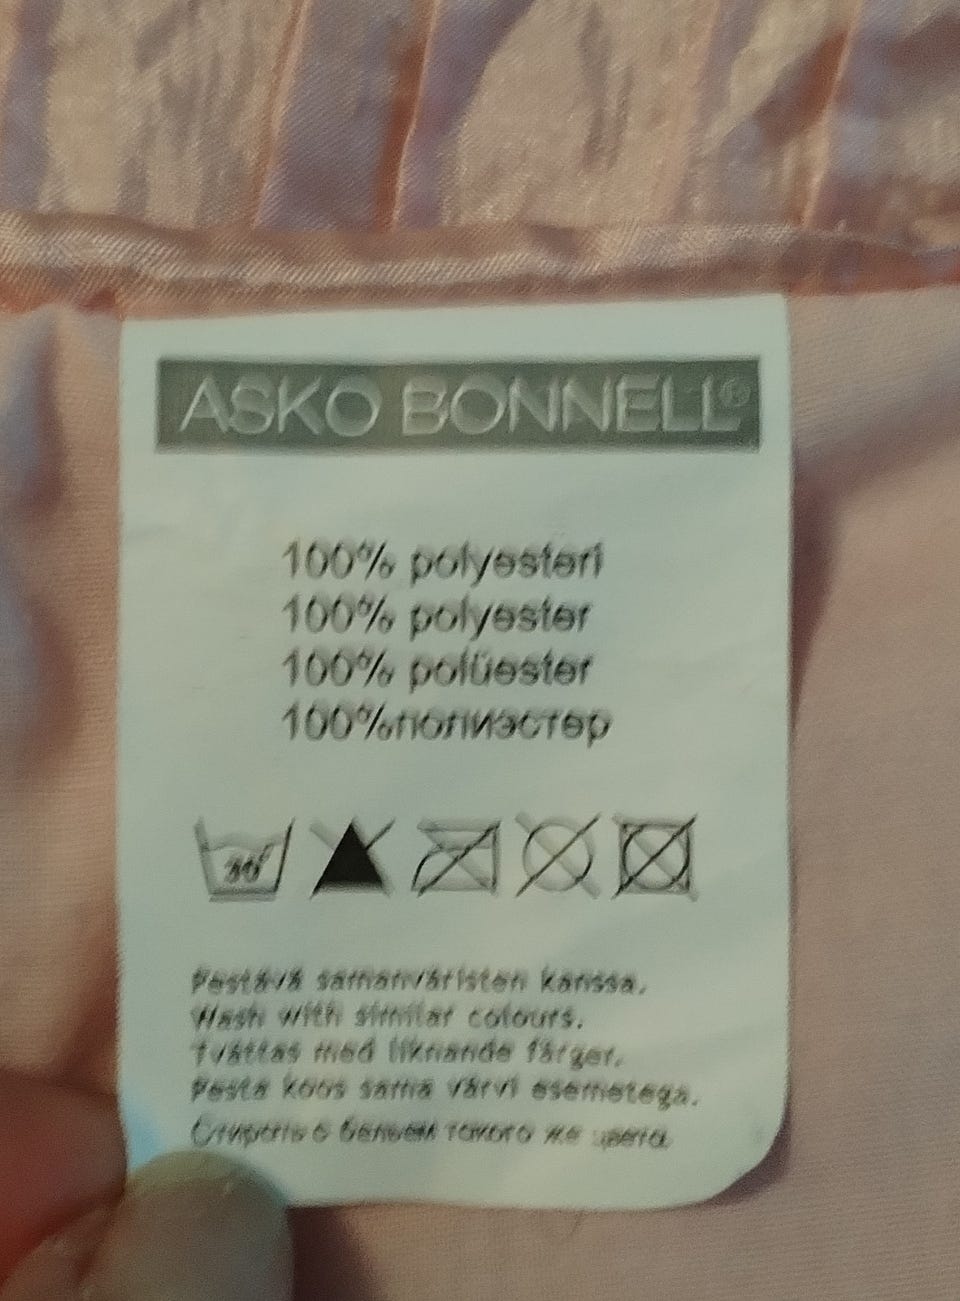 ASKO BONNELL®
100% polyesteri
100% polyester
100% polüester
100%полиэстер
30°
Pestävä samanväristen kanssa.
Wash with similar colours.
Tvättas med liknande färger.
Pesta koos sama värvi esemetega.
Стирать с бельем такого же цвета.